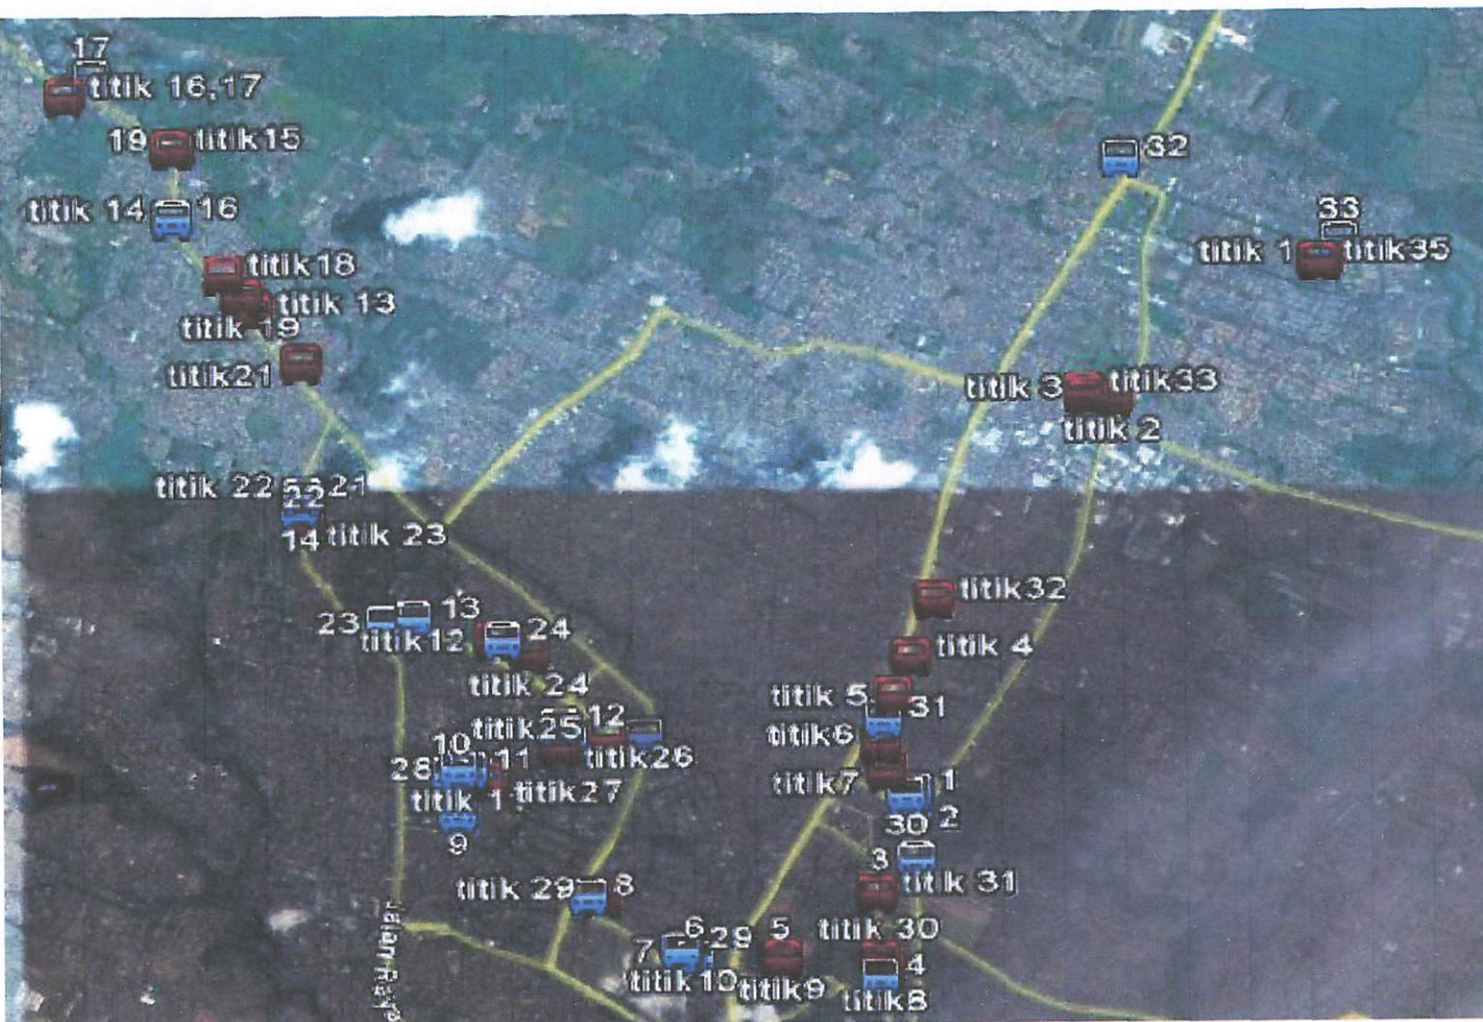 17
titik 16,17
19 titik15
titik 14 16
33
32
titik18
titik 1 titik35
titik 13
titik 19
titik21
titik 3 titik33
titik 2
titik 22 22 21
14 titik 23
titik32
23 13
titik12 24
titik 4
titik 24
titik 5 31
titik25 12
titik6
10 titik26
28 11
titik7 1
titik 1 titik27
2
30
9
3
titik 29 8 titik 31
6 29 5 titik 30
7
4
titik10 titik9 titik8